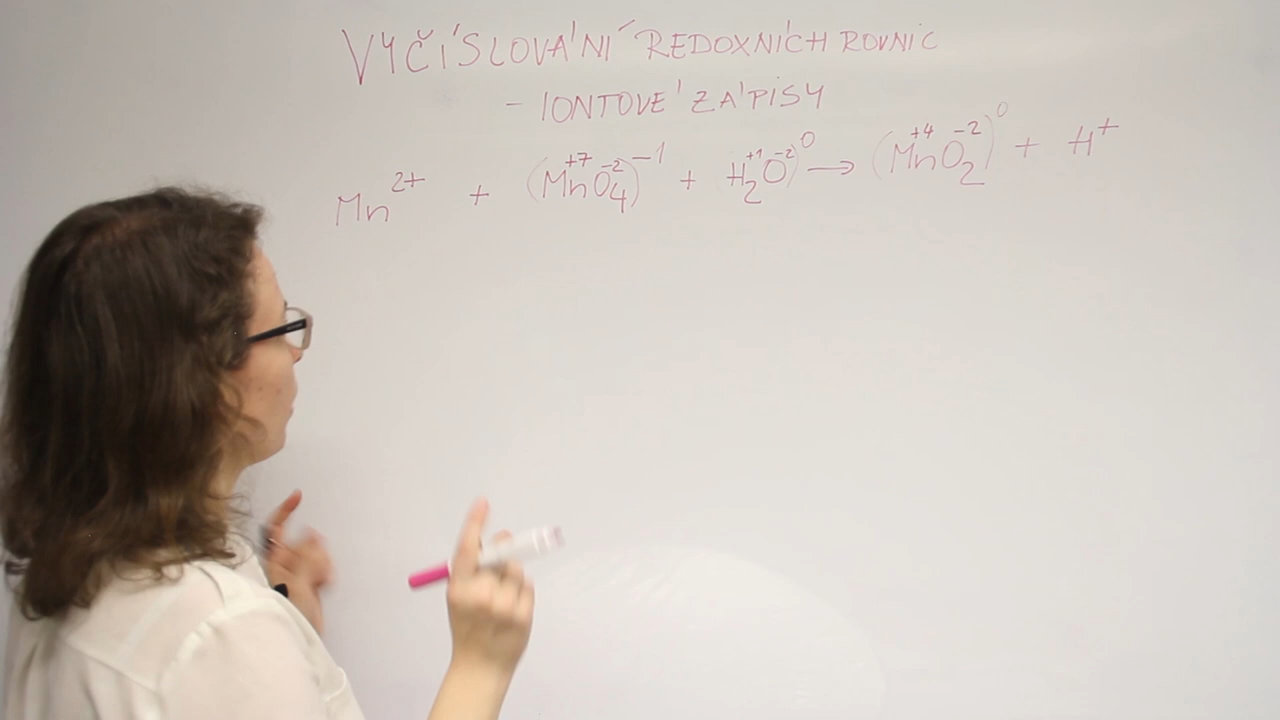 VYČÍSLOVÁNÍ REDOXNÍCH ROVNIC
- IONTOVÉ ZÁPISY
Mn²⁺ + (Mn⁺⁷O₄⁻²)⁻¹ + H₂⁺¹O⁻²)⁰ → (Mn⁺⁴O₂⁻²)⁰ + H⁺